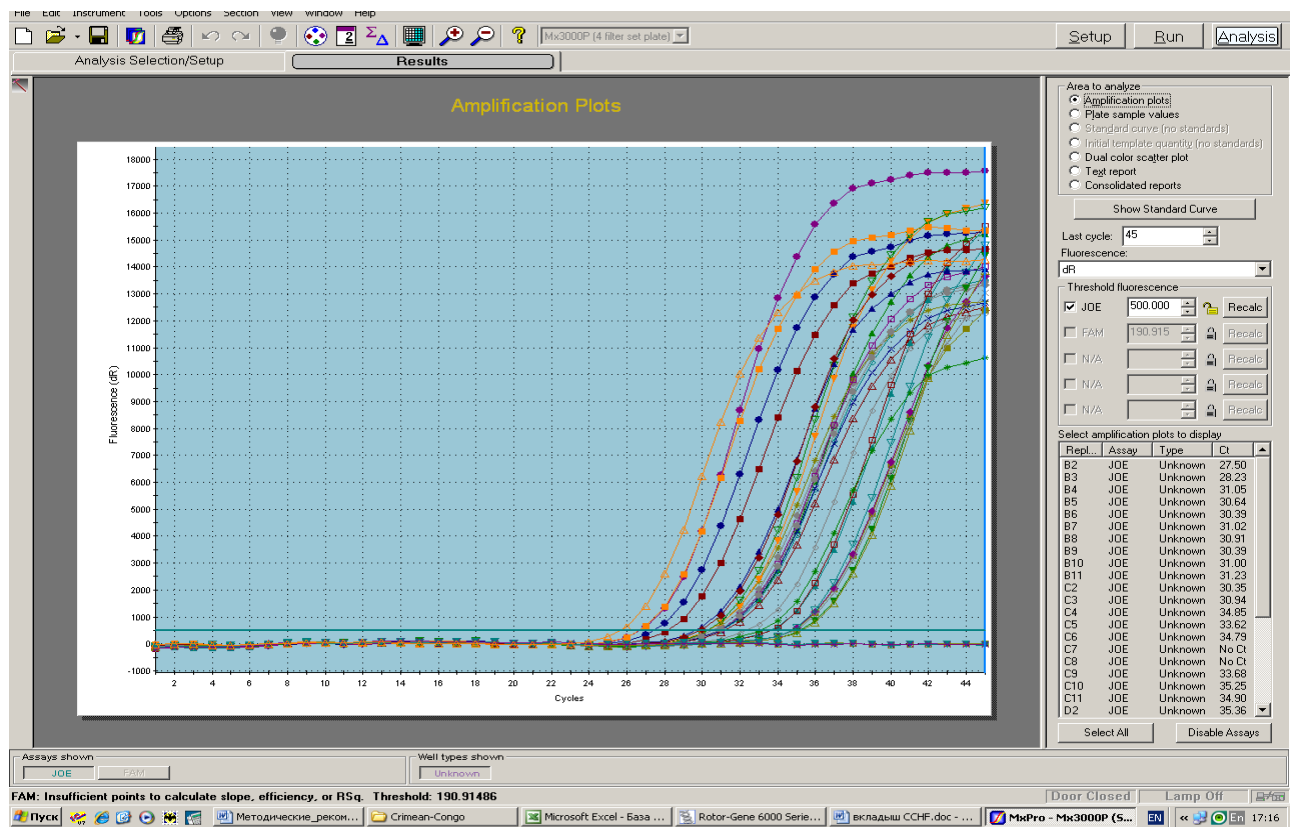 File Edit Instrument Tools Options Section View Window Help
Mx3000P (4 filter set plate)
Setup Run Analysis
Analysis Selection/Setup Results
Amplification Plots
18000
17000
16000
15000
14000
13000
12000
11000
10000
9000
8000
7000
6000
5000
4000
3000
2000
1000
0
-1000
Fluorescence (dR)
2 4 6 8 10 12 14 16 18 20 22 24 26 28 30 32 34 36 38 40 42 44
Cycles
Area to analyze
Amplification plots
Plate sample values
Standard curve (no standards)
Initial template quantity (no standards)
Dual color scatter plot
Text report
Consolidated reports
Show Standard Curve
Last cycle: 45
Fluorescence:
dR
Threshold fluorescence
JOE 500.000 Recalc
FAM 190.915 Recalc
N/A Recalc
N/A Recalc
N/A Recalc
Select amplification plots to display
Repl... Assay Type Ct
B2 JOE Unknown 27.50
B3 JOE Unknown 28.23
B4 JOE Unknown 31.05
B5 JOE Unknown 30.64
B6 JOE Unknown 30.39
B7 JOE Unknown 31.02
B8 JOE Unknown 30.91
B9 JOE Unknown 30.39
B10 JOE Unknown 31.00
B11 JOE Unknown 31.23
C2 JOE Unknown 30.35
C3 JOE Unknown 30.94
C4 JOE Unknown 34.85
C5 JOE Unknown 33.62
C6 JOE Unknown 34.79
C7 JOE Unknown No Ct
C8 JOE Unknown No Ct
C9 JOE Unknown 33.68
C10 JOE Unknown 35.25
C11 JOE Unknown 34.90
D2 JOE Unknown 35.36
Select All Disable Assays
Assays shown
JOE FAM
Well types shown
Unknown
FAM: Insufficient points to calculate slope, efficiency, or RSq. Threshold: 190.91486
Door Closed Lamp Off
Пуск Методические_реком... Crimean-Congo Microsoft Excel - База ... Rotor-Gene 6000 Serie... вкладыш CCHF.doc - ... MxPro - Mx3000P (S... EN « En 17:16